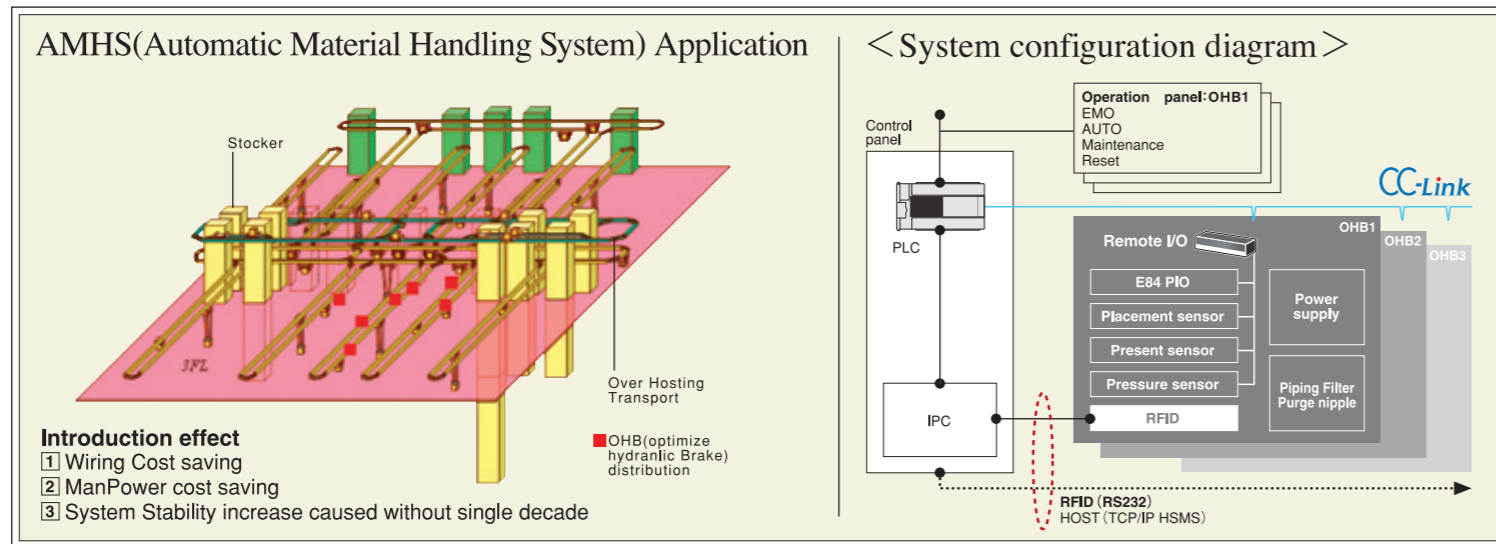 AMHS(Automatic Material Handling System) Application
Stocker
3FL
Over Hosting
Transport
OHB(optimize
hydranlic Brake)
distribution
Introduction effect
1 Wiring Cost saving
2 ManPower cost saving
3 System Stability increase caused without single decade
＜System configuration diagram＞
Operation panel:OHB1
EMO
AUTO
Maintenance
Reset
Control
panel
CC-Link
PLC
OHB1
OHB2
OHB3
Remote I/O
E84 PIO
Placement sensor
Present sensor
Pressure sensor
RFID
Power
supply
Piping Filter
Purge nipple
IPC
RFID (RS232)
HOST (TCP/IP HSMS)